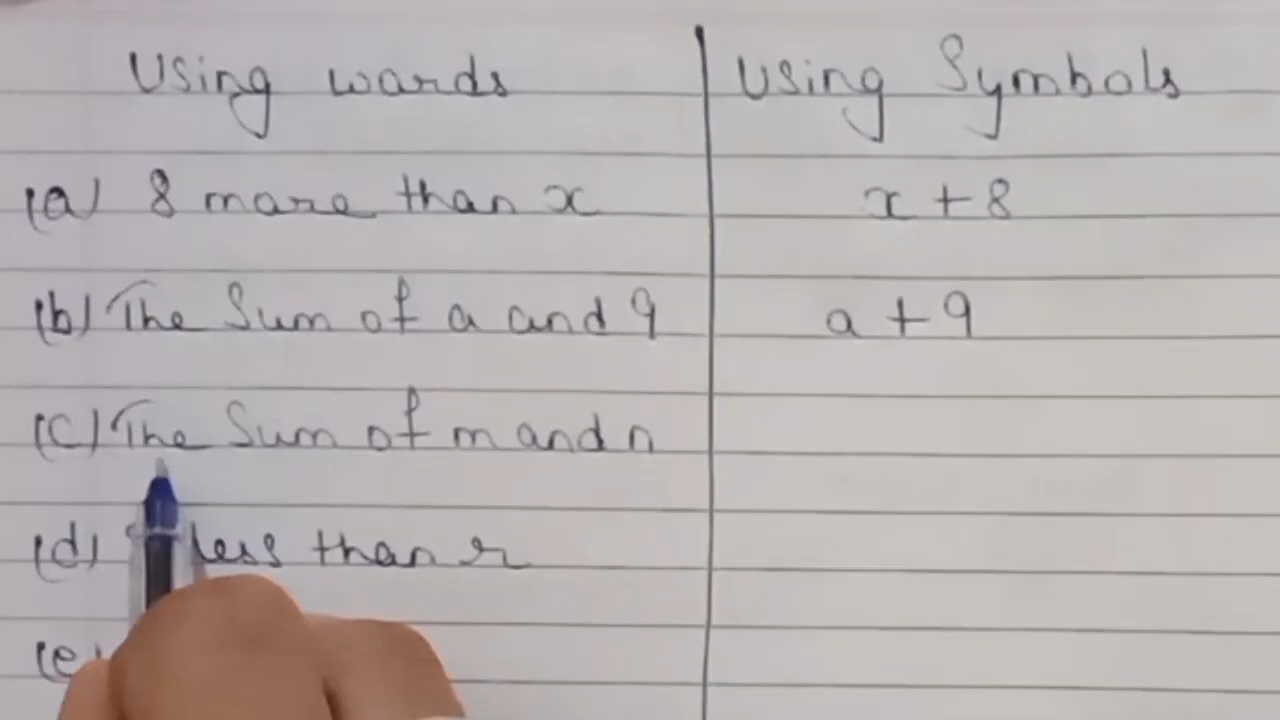 Using words
Using Symbols
(a) 8 more than x
x + 8
(b) The Sum of a and 9
a + 9
(c) The Sum of m and n
(d) less than r
(e)